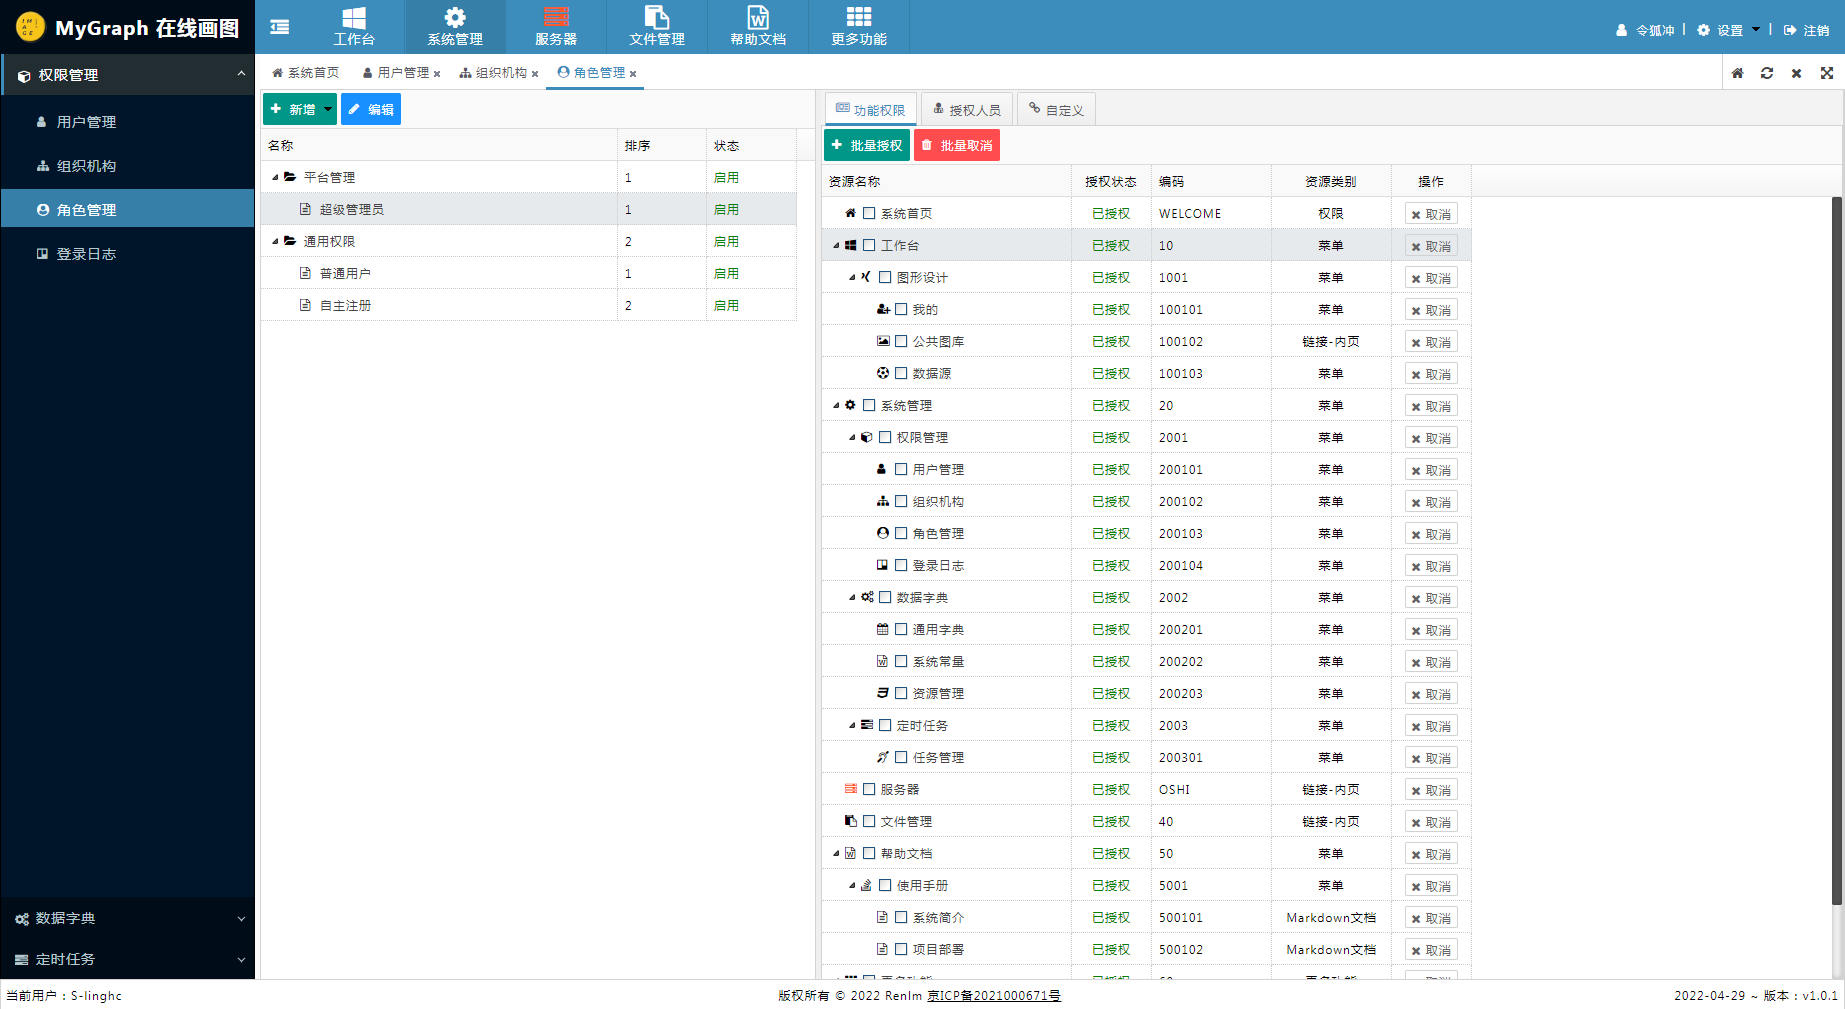 MyGraph 在线画图
工作台 系统管理 服务器 文件管理 帮助文档 更多功能
令狐冲 设置 注销
权限管理
用户管理
组织机构
角色管理
登录日志
数据字典
定时任务
系统首页 用户管理 组织机构 角色管理
新增 编辑
名称 排序 状态
平台管理 1 启用
超级管理员 1 启用
通用权限 2 启用
普通用户 1 启用
自主注册 2 启用
功能权限 授权人员 自定义
批量授权 批量取消
资源名称 授权状态 编码 资源类别 操作
系统首页 已授权 WELCOME 权限 取消
工作台 已授权 10 菜单 取消
图形设计 已授权 1001 菜单 取消
我的 已授权 100101 菜单 取消
公共图库 已授权 100102 链接-内页 取消
数据源 已授权 100103 菜单 取消
系统管理 已授权 20 菜单 取消
权限管理 已授权 2001 菜单 取消
用户管理 已授权 200101 菜单 取消
组织机构 已授权 200102 菜单 取消
角色管理 已授权 200103 菜单 取消
登录日志 已授权 200104 菜单 取消
数据字典 已授权 2002 菜单 取消
通用字典 已授权 200201 菜单 取消
系统常量 已授权 200202 菜单 取消
资源管理 已授权 200203 菜单 取消
定时任务 已授权 2003 菜单 取消
任务管理 已授权 200301 菜单 取消
服务器 已授权 OSHI 链接-内页 取消
文件管理 已授权 40 链接-内页 取消
帮助文档 已授权 50 菜单 取消
使用手册 已授权 5001 菜单 取消
系统简介 已授权 500101 Markdown文档 取消
项目部署 已授权 500102 Markdown文档 取消
当前用户：S-linghc
版权所有 © 2022 Renlm 京ICP备2021000671号
2022-04-29 ~ 版本：v1.0.1